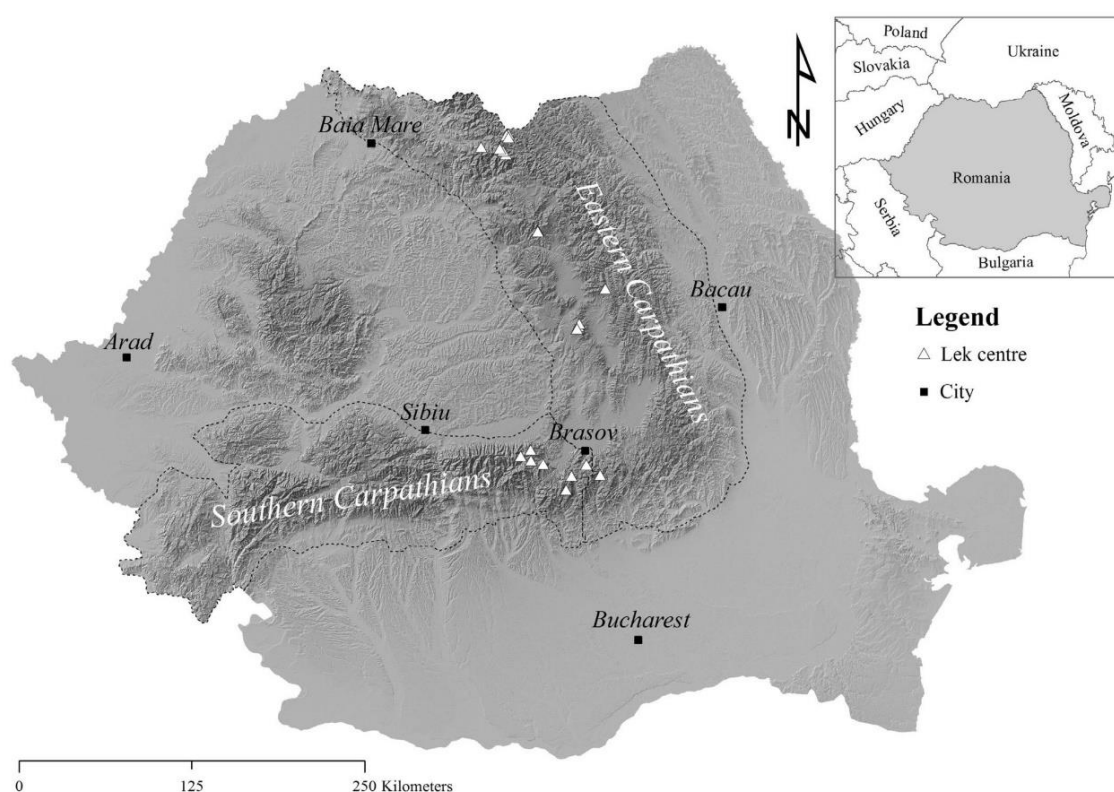 Poland
Ukraine
Slovakia
Hungary
Moldova
Romania
Serbia
Bulgaria
N
Baia Mare
Eastern Carpathians
Bacau
Arad
Sibiu
Brasov
Southern Carpathians
Bucharest
Legend
Lek centre
City
0 125 250 Kilometers